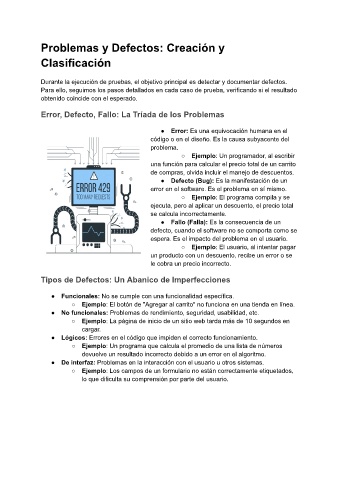 Problemas y Defectos: Creación y
Clasificación
Durante la ejecución de pruebas, el objetivo principal es detectar y documentar defectos.
Para ello, seguimos los pasos detallados en cada caso de prueba, verificando si el resultado
obtenido coincide con el esperado.
Error, Defecto, Fallo: La Tríada de los Problemas
● Error: Es una equivocación humana en el
código o en el diseño. Es la causa subyacente del
problema.
○ Ejemplo: Un programador, al escribir
una función para calcular el precio total de un carrito
de compras, olvida incluir el manejo de descuentos.
● Defecto (Bug): Es la manifestación de un
error en el software. Es el problema en sí mismo.
○ Ejemplo: El programa compila y se
ejecuta, pero al aplicar un descuento, el precio total
se calcula incorrectamente.
● Fallo (Falla): Es la consecuencia de un
defecto, cuando el software no se comporta como se
espera. Es el impacto del problema en el usuario.
○ Ejemplo: El usuario, al intentar pagar
un producto con un descuento, recibe un error o se
le cobra un precio incorrecto.
ERROR 429
TOO MANY REQUESTS
Tipos de Defectos: Un Abanico de Imperfecciones
● Funcionales: No se cumple con una funcionalidad específica.
○ Ejemplo: El botón de "Agregar al carrito" no funciona en una tienda en línea.
● No funcionales: Problemas de rendimiento, seguridad, usabilidad, etc.
○ Ejemplo: La página de inicio de un sitio web tarda más de 10 segundos en
cargar.
● Lógicos: Errores en el código que impiden el correcto funcionamiento.
○ Ejemplo: Un programa que calcula el promedio de una lista de números
devuelve un resultado incorrecto debido a un error en el algoritmo.
● De interfaz: Problemas en la interacción con el usuario u otros sistemas.
○ Ejemplo: Los campos de un formulario no están correctamente etiquetados,
lo que dificulta su comprensión por parte del usuario.